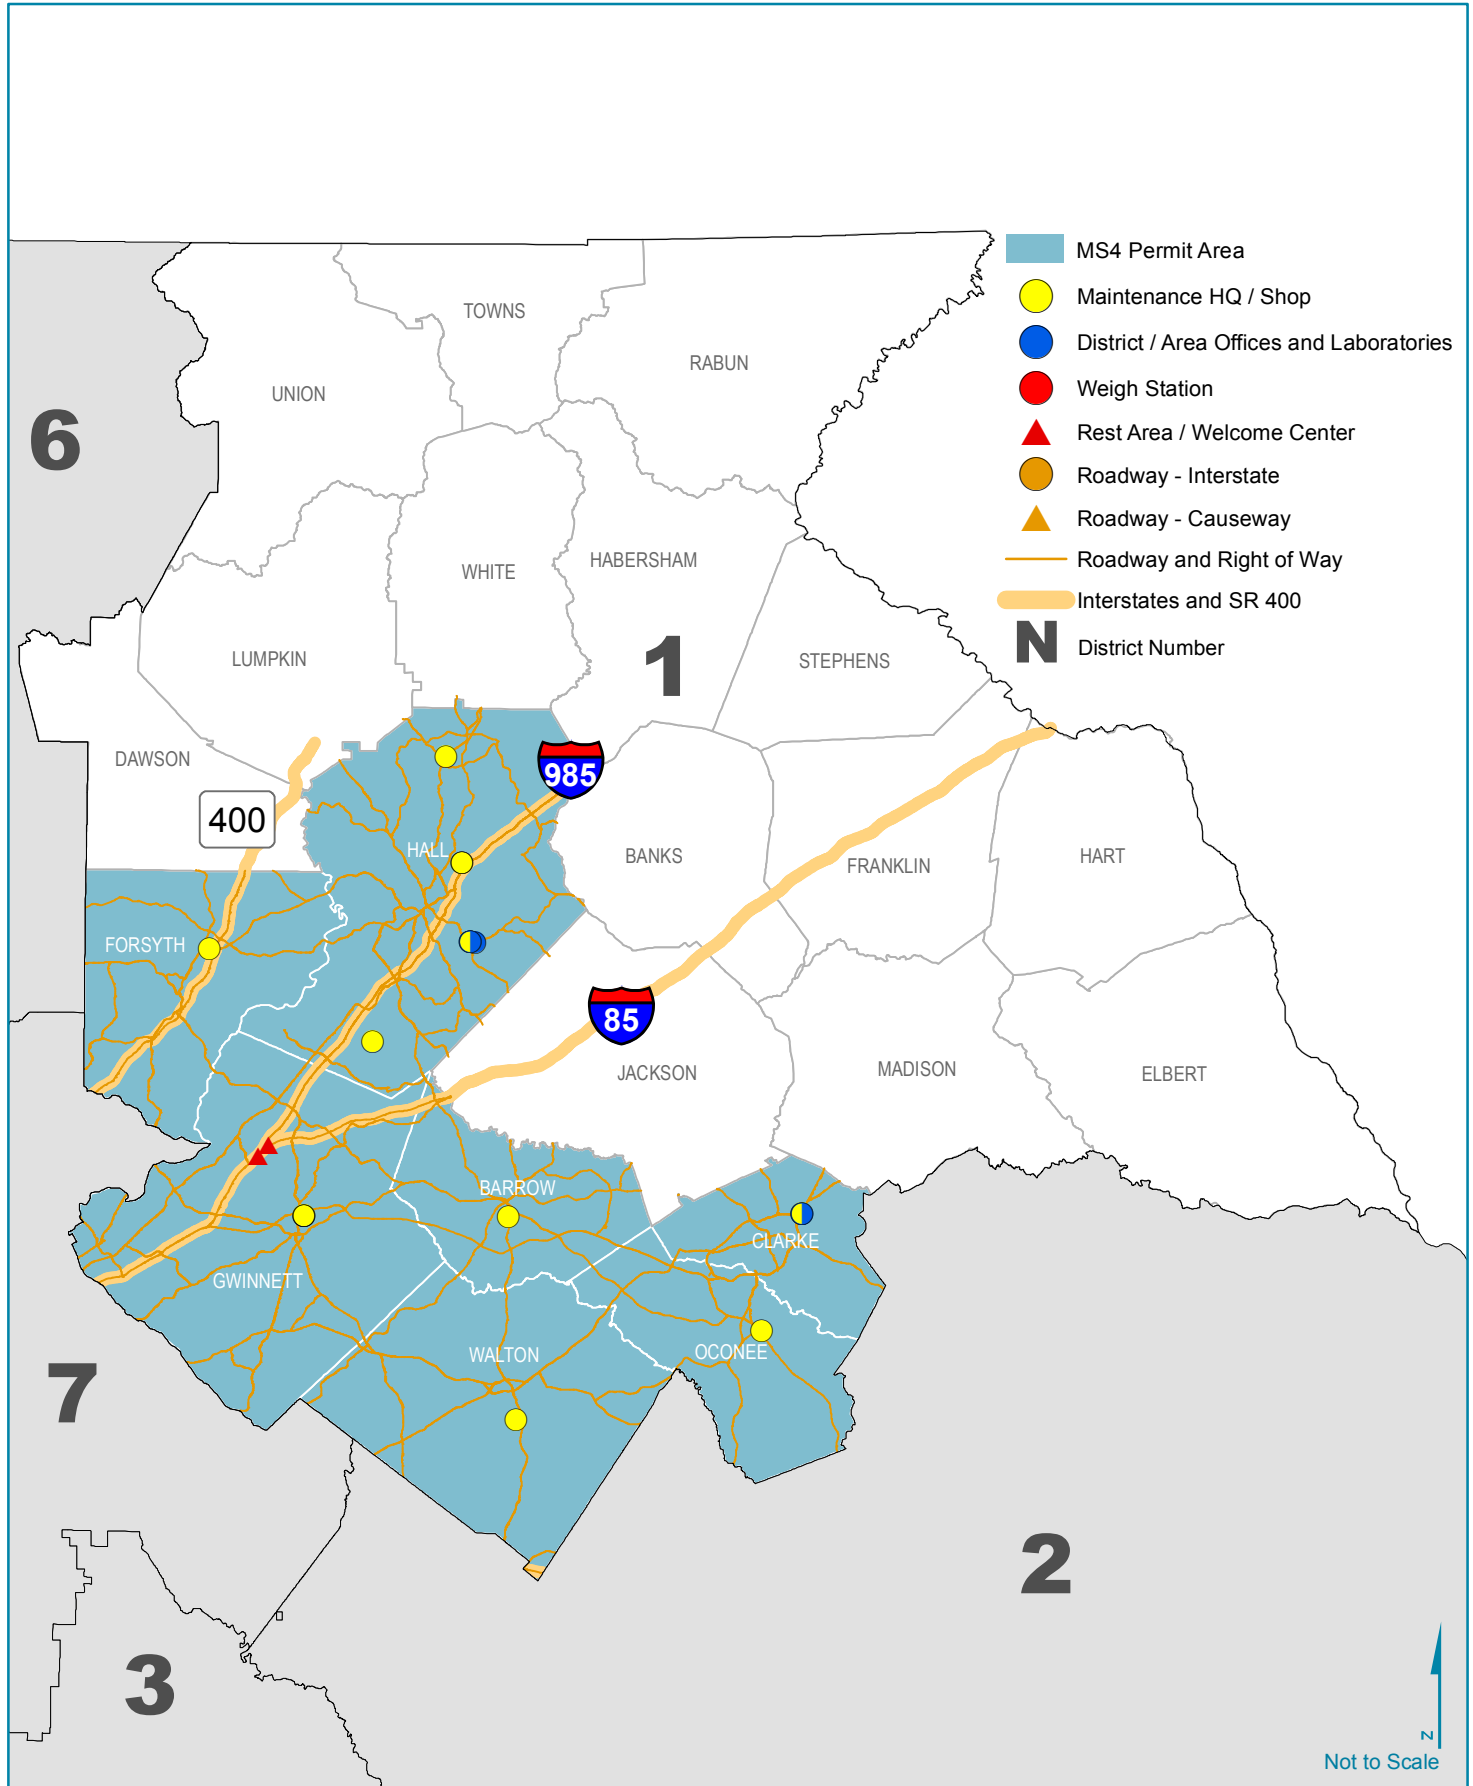 MS4 Permit Area
Maintenance HQ / Shop
District / Area Offices and Laboratories
Weigh Station
Rest Area / Welcome Center
Roadway - Interstate
Roadway - Causeway
Roadway and Right of Way
Interstates and SR 400
N District Number
TOWNS
RABUN
UNION
6
WHITE
HABERSHAM
LUMPKIN
1
STEPHENS
DAWSON
985
400
HALL
BANKS
FRANKLIN
HART
FORSYTH
85
JACKSON
MADISON
ELBERT
BARROW
CLARKE
GWINNETT
WALTON
OCONEE
7
2
3
N
Not to Scale